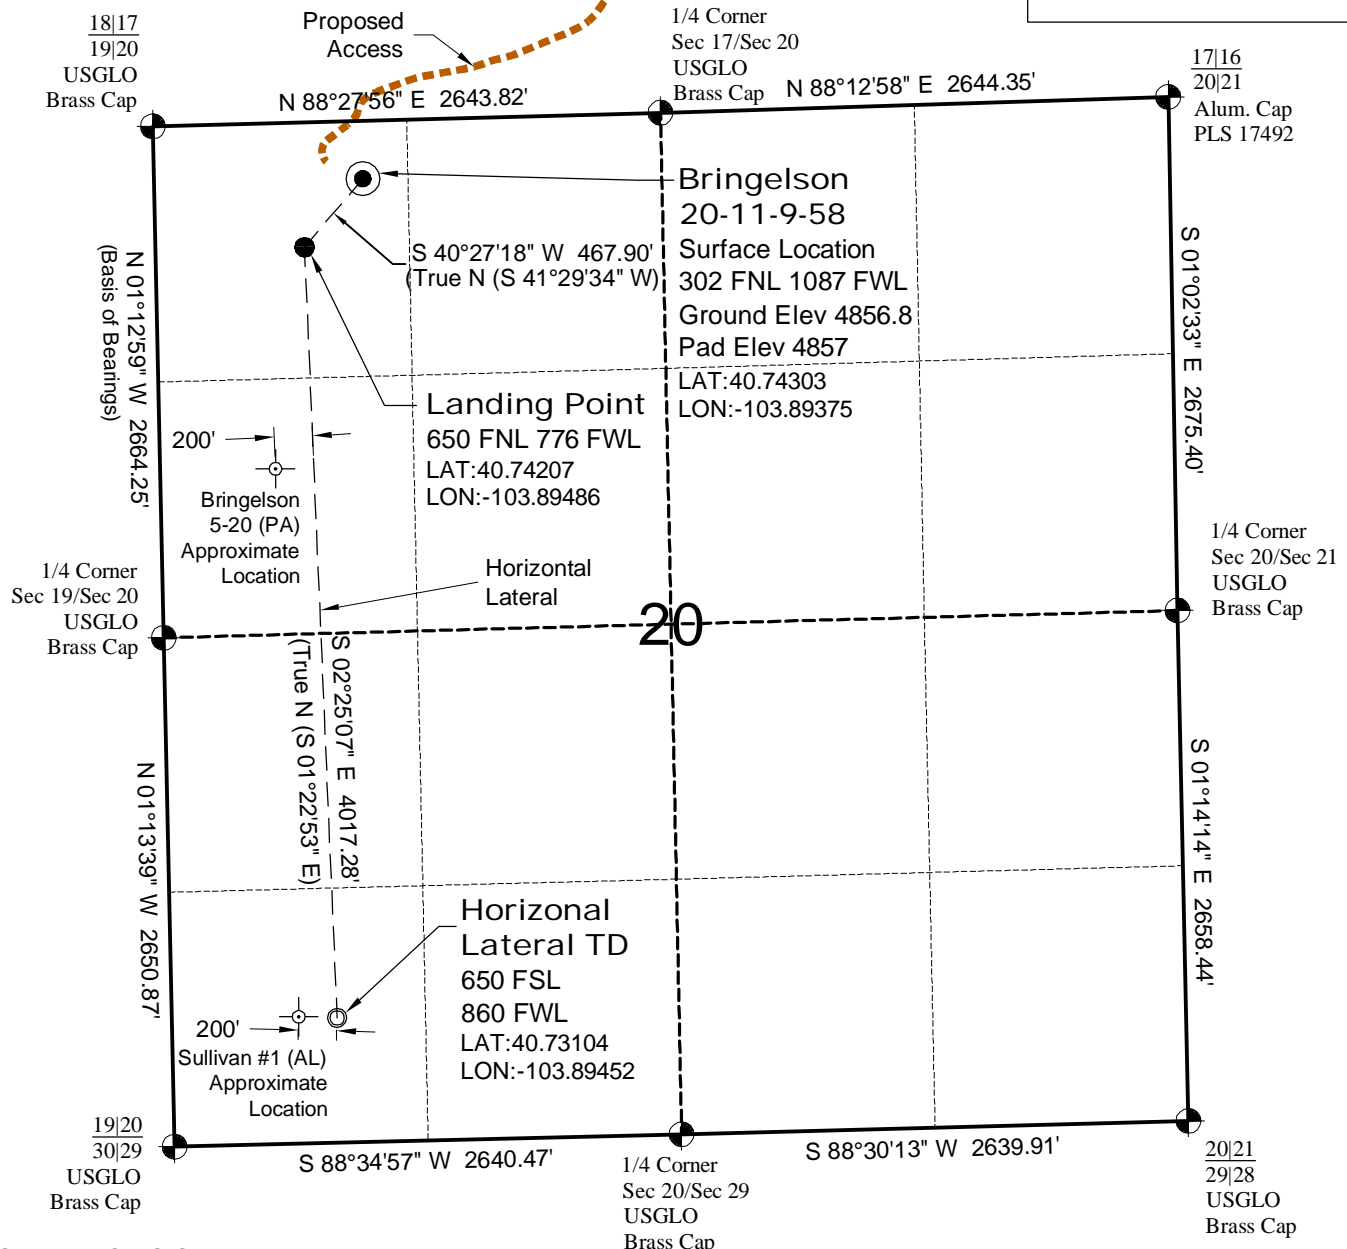 18|17
19|20
USGLO
Brass Cap
Proposed
Access
1/4 Corner
Sec 17/Sec 20
USGLO
Brass Cap
17|16
20|21
Alum. Cap
PLS 17492
N 88°27'56" E 2643.82'
N 88°12'58" E 2644.35'
Bringelson
20-11-9-58
Surface Location
302 FNL 1087 FWL
Ground Elev 4856.8
Pad Elev 4857
LAT:40.74303
LON:-103.89375
S 40°27'18" W 467.90'
(True N (S 41°29'34" W)
N 01°12'59" W 2664.25'
(Basis of Bearings)
S 01°02'33" E 2675.40'
Landing Point
650 FNL 776 FWL
LAT:40.74207
LON:-103.89486
200'
Bringelson
5-20 (PA)
Approximate
Location
Horizontal
Lateral
1/4 Corner
Sec 19/Sec 20
USGLO
Brass Cap
20
1/4 Corner
Sec 20/Sec 21
USGLO
Brass Cap
S 02°25'07" E 4017.28'
(True N (S 01°22'53" E)
N 01°13'39" W 2650.87'
S 01°14'14" E 2658.44'
Horizonal
Lateral TD
650 FSL
860 FWL
LAT:40.73104
LON:-103.89452
200'
Sullivan #1 (AL)
Approximate
Location
19|20
30|29
USGLO
Brass Cap
S 88°34'57" W 2640.47'
1/4 Corner
Sec 20/Sec 29
USGLO
Brass Cap
S 88°30'13" W 2639.91'
20|21
29|28
USGLO
Brass Cap